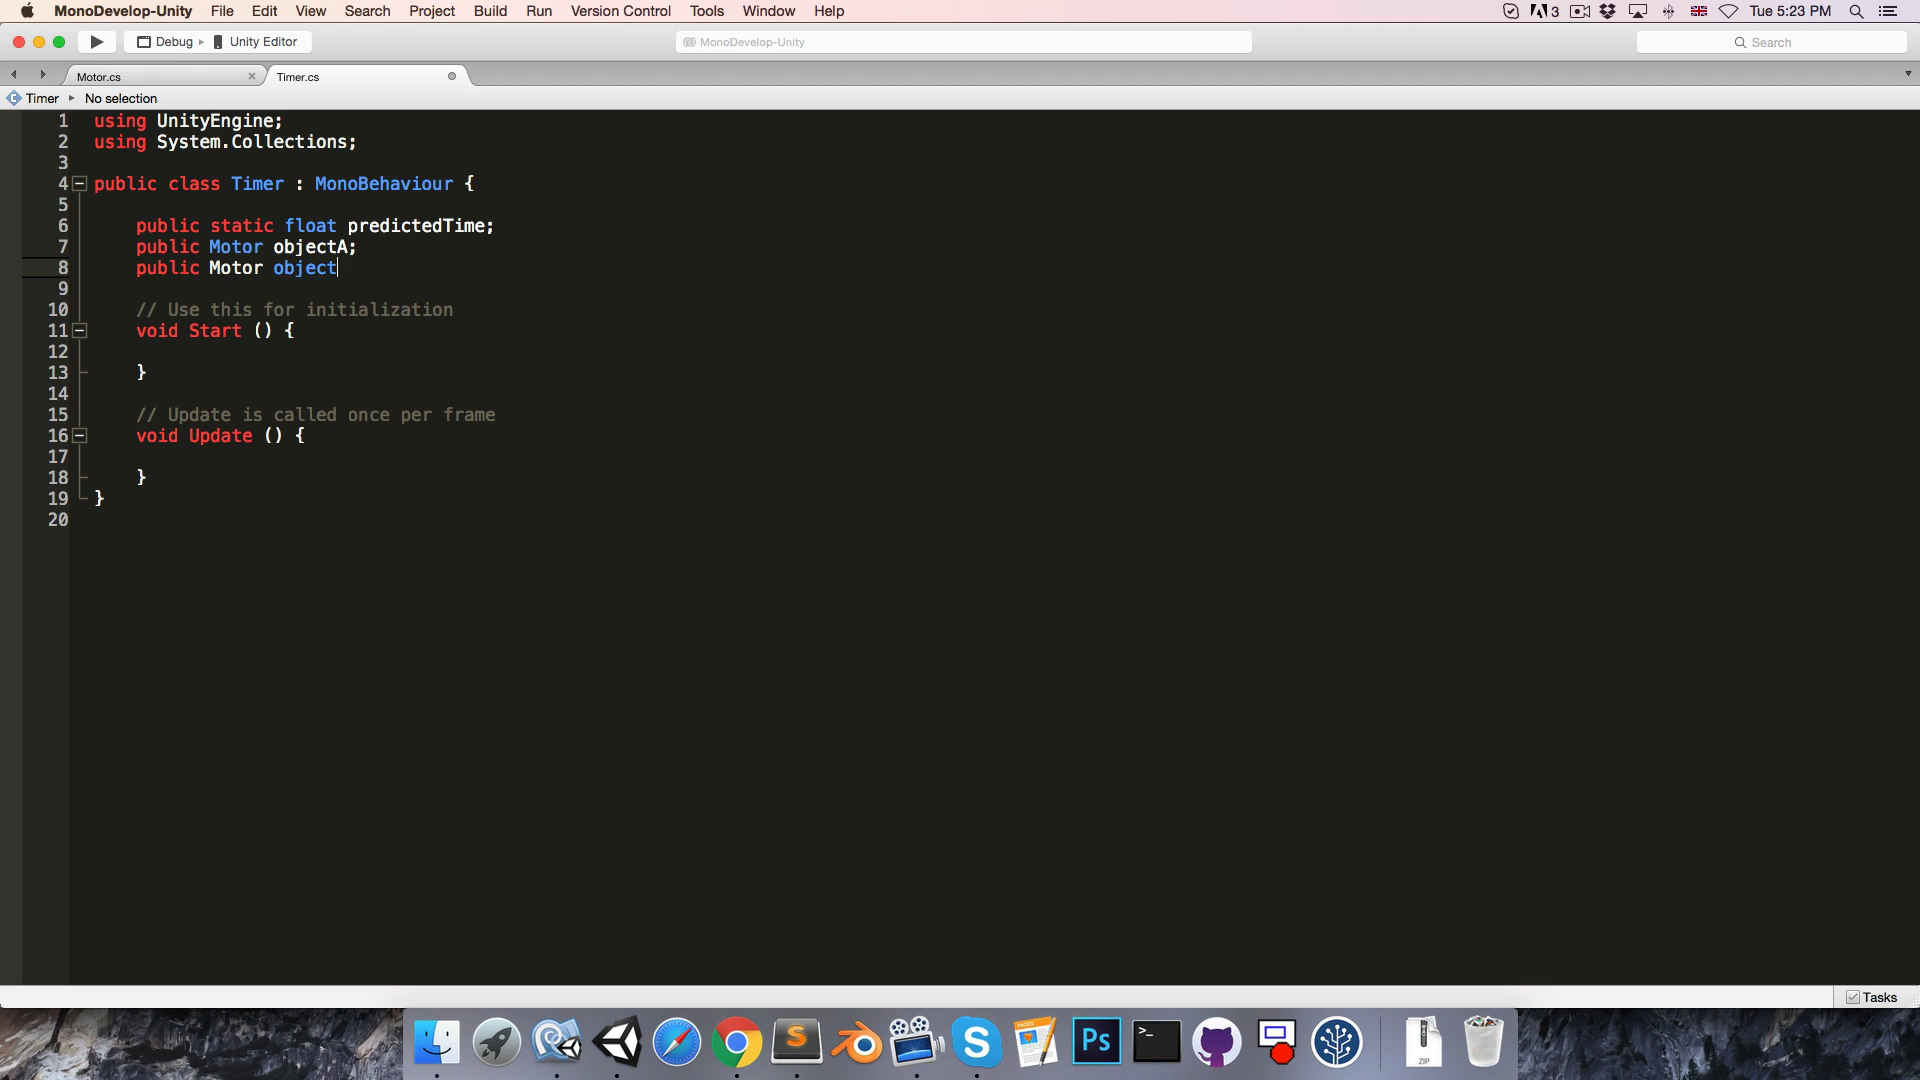 MonoDevelop-Unity File Edit View Search Project Build Run Version Control Tools Window Help 3 Tue 5:23 PM
Debug Unity Editor MonoDevelop-Unity Search
Motor.cs Timer.cs
Timer No selection
1 using UnityEngine;
2 using System.Collections;
3
4 public class Timer : MonoBehaviour {
5
6 public static float predictedTime;
7 public Motor objectA;
8 public Motor object
9
10 // Use this for initialization
11 void Start () {
12
13 }
14
15 // Update is called once per frame
16 void Update () {
17
18 }
19 }
20
Tasks
S S Ps >_ ZIP
PAGES